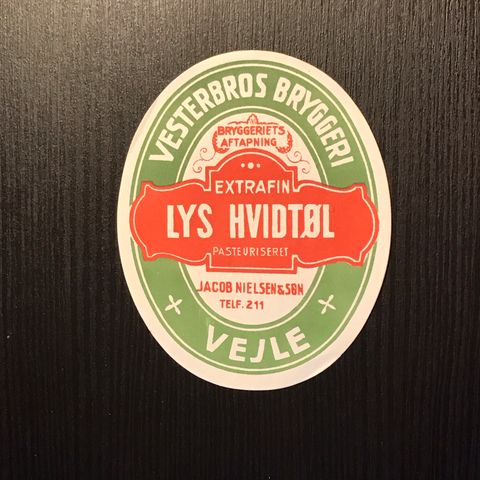 VESTERBROS BRYGGERI
BRYGGERIETS
AFTAPNING
EXTRAFIN
LYS HVIDTØL
PASTEURISERET
JACOB NIELSEN & SØN
TELF. 211
VEJLE